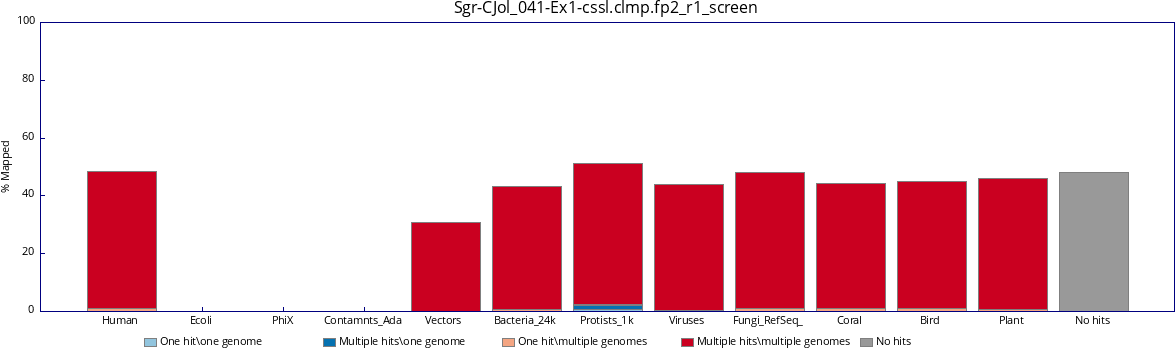 Sgr-CJol_041-Ex1-cssl.clmp.fp2_r1_screen
100
80
60
40
20
0
% Mapped
Human Ecoli PhiX Contamnts_Ada Vectors Bacteria_24k Protists_1k Viruses Fungi_RefSeq_ Coral Bird Plant No hits
One hit\one genome Multiple hits\one genome One hit\multiple genomes Multiple hits\multiple genomes No hits